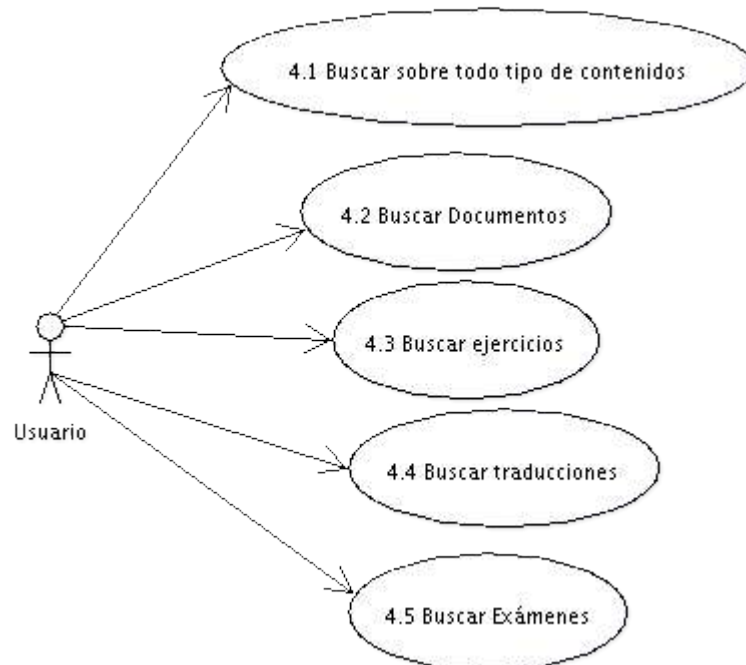 4.1 Buscar sobre todo tipo de contenidos
4.2 Buscar Documentos
4.3 Buscar ejercicios
Usuario
4.4 Buscar traducciones
4.5 Buscar Exámenes